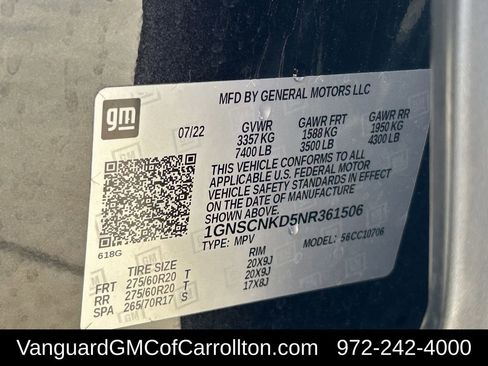 gm
MFD BY GENERAL MOTORS LLC
07/22 GVWR GAWR FRT GAWR RR
3357 KG 1588 KG 1950 KG
7400 LB 3500 LB 4300 LB
THIS VEHICLE CONFORMS TO ALL
APPLICABLE U.S. FEDERAL MOTOR
VEHICLE SAFETY STANDARDS IN EFFECT
ON THE DATE OF MANUFACTURE
SHOWN ABOVE.
1GNSCNKD5NR361506
TYPE: MPV MODEL: 56CC10706
618G
TIRE SIZE RIM
FRT 275/60R20 T 20X9J
RR 275/60R20 T 20X9J
SPA 265/70R17 S 17X8J
VanguardGMCofCarrollton.com 972-242-4000